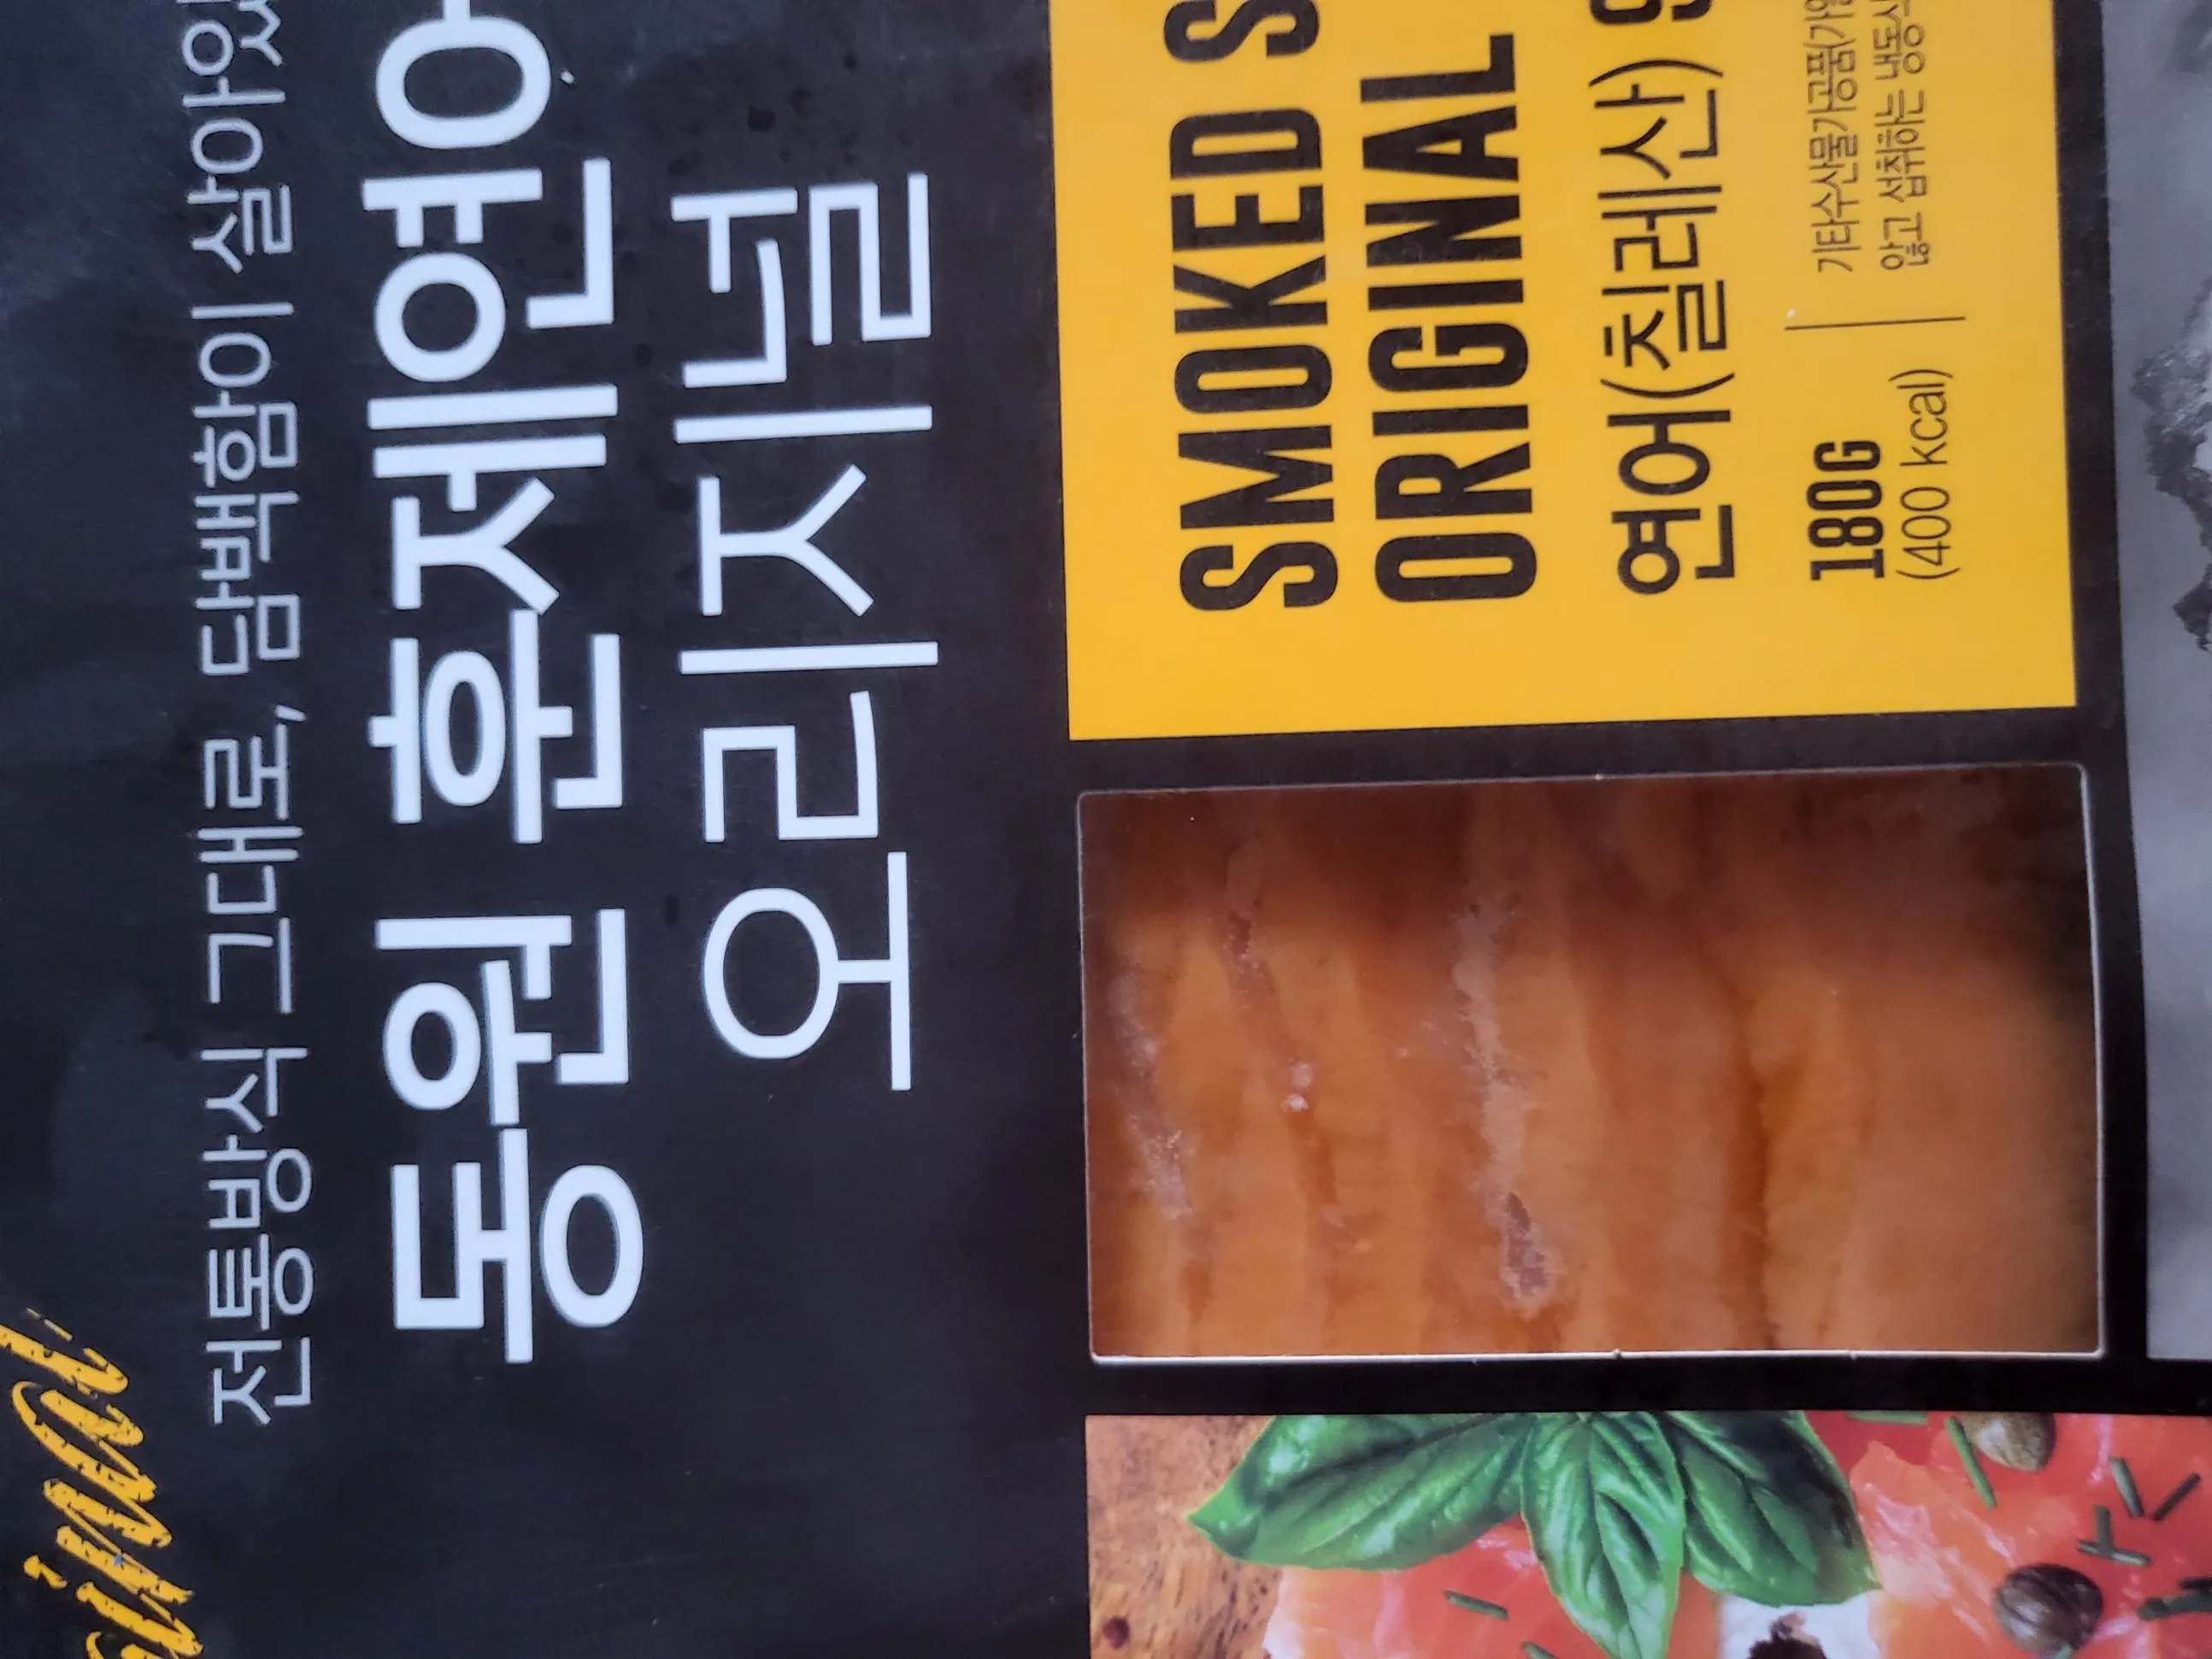 전통방식 그대로, 담백함이 살아있
동원 훈제연어
오리지널
SMOKED S
ORIGINAL
연어(칠레산) 9
180G
(400 kcal)
기타수산물가공품(가열
않고 섭취하는 냉동식